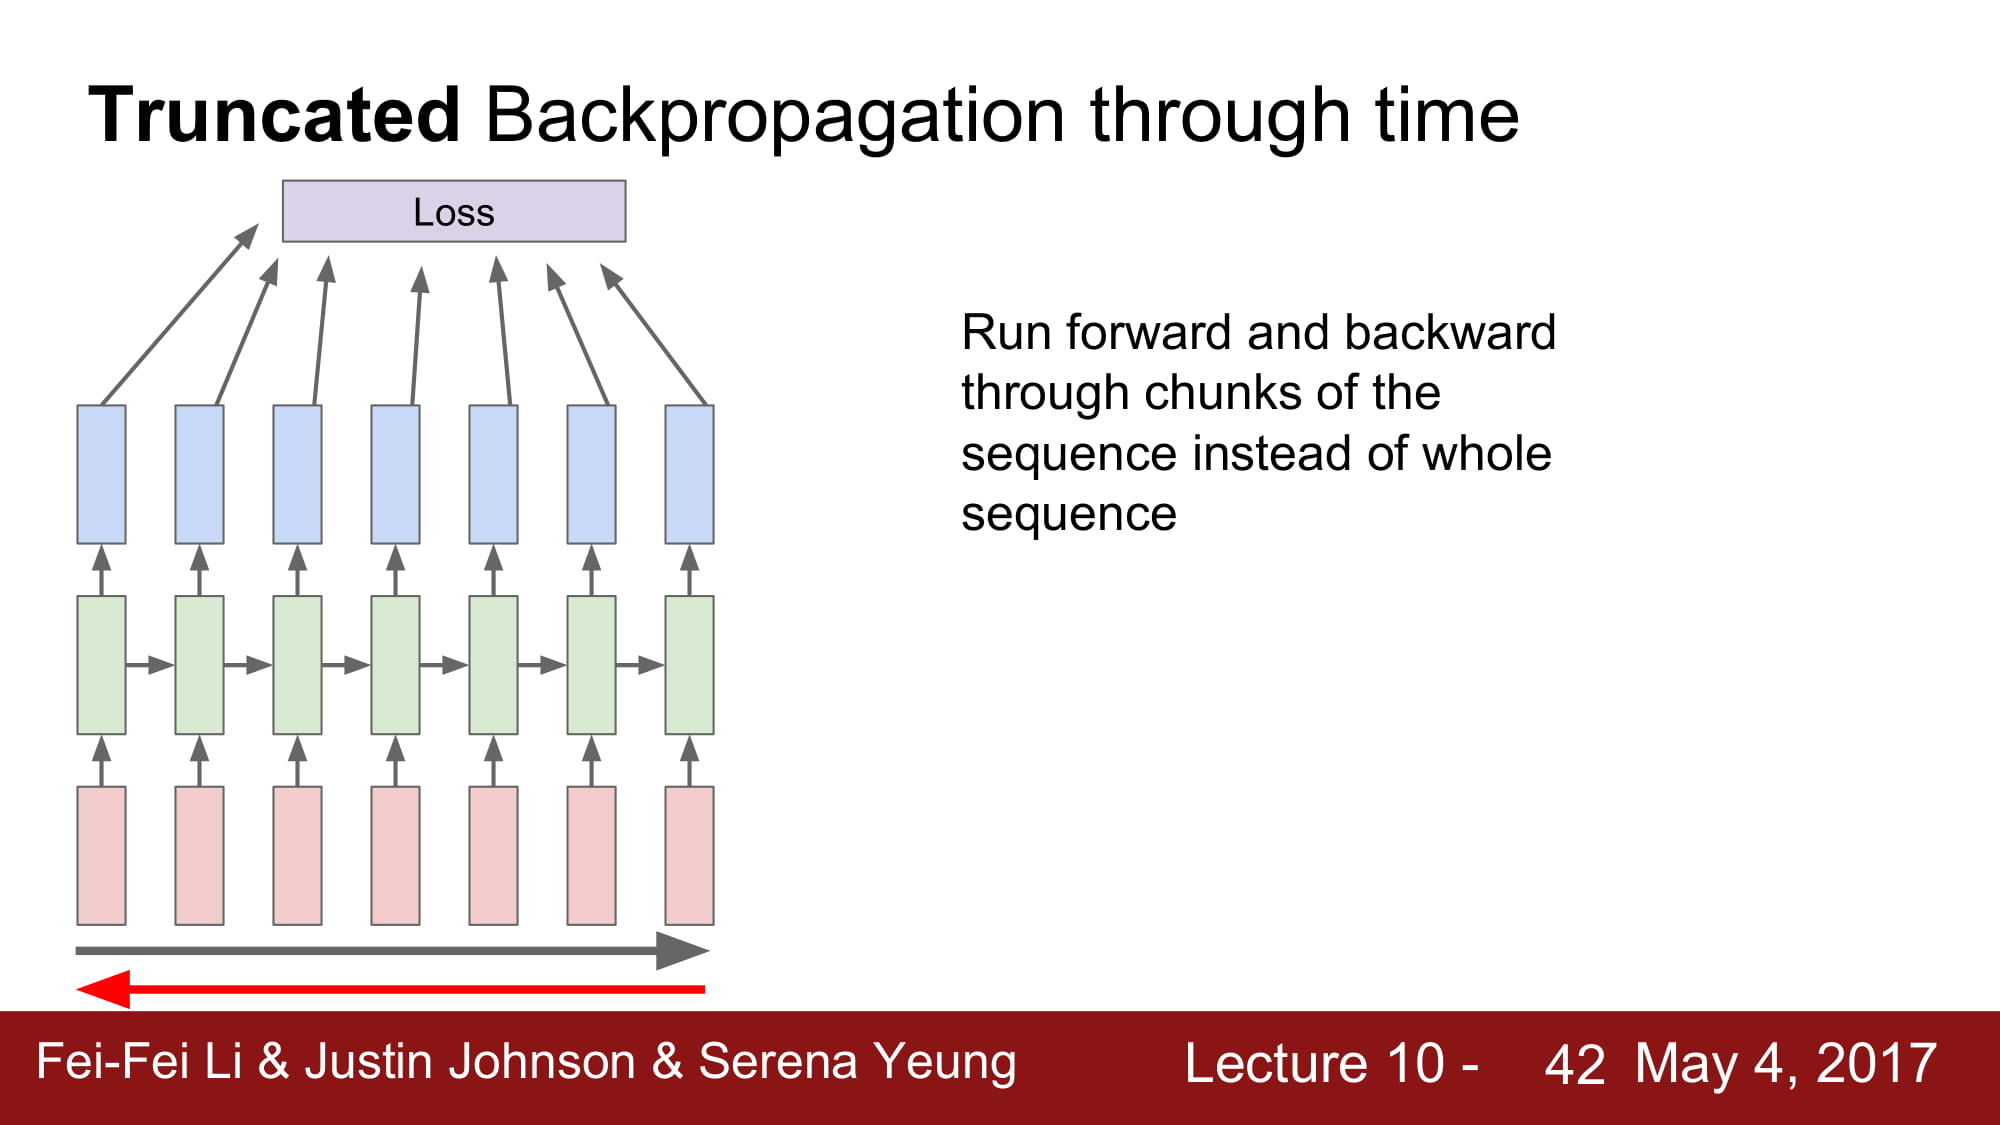 Truncated Backpropagation through time
Loss
Run forward and backward
through chunks of the
sequence instead of whole
sequence
Fei-Fei Li & Justin Johnson & Serena Yeung Lecture 10 - 42 May 4, 2017